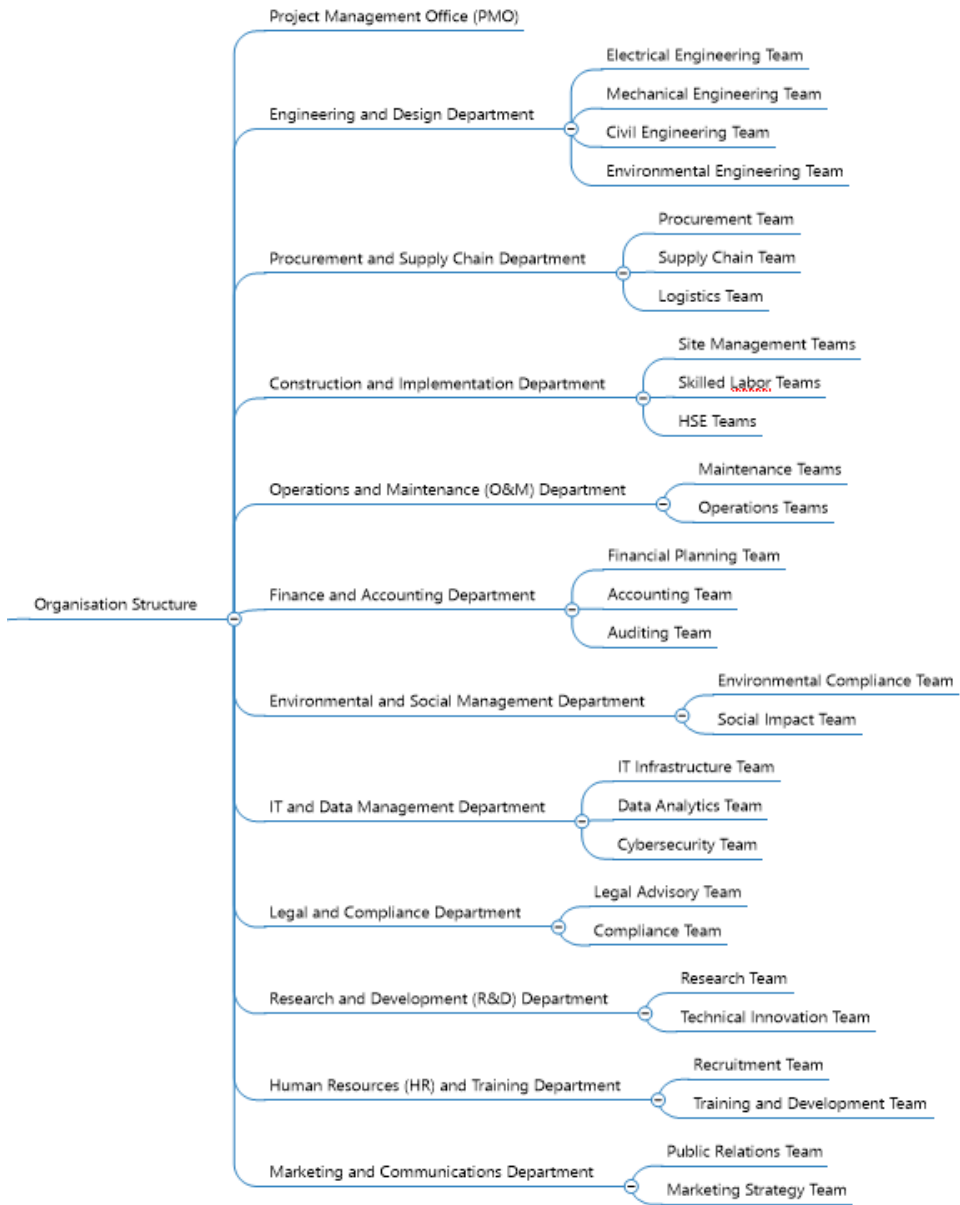 Project Management Office (PMO)
Engineering and Design Department
Electrical Engineering Team
Mechanical Engineering Team
Civil Engineering Team
Environmental Engineering Team
Procurement and Supply Chain Department
Procurement Team
Supply Chain Team
Logistics Team
Construction and Implementation Department
Site Management Teams
Skilled Labor Teams
HSE Teams
Operations and Maintenance (O&M) Department
Maintenance Teams
Operations Teams
Organisation Structure
Finance and Accounting Department
Financial Planning Team
Accounting Team
Auditing Team
Environmental and Social Management Department
Environmental Compliance Team
Social Impact Team
IT and Data Management Department
IT Infrastructure Team
Data Analytics Team
Cybersecurity Team
Legal and Compliance Department
Legal Advisory Team
Compliance Team
Research and Development (R&D) Department
Research Team
Technical Innovation Team
Human Resources (HR) and Training Department
Recruitment Team
Training and Development Team
Marketing and Communications Department
Public Relations Team
Marketing Strategy Team